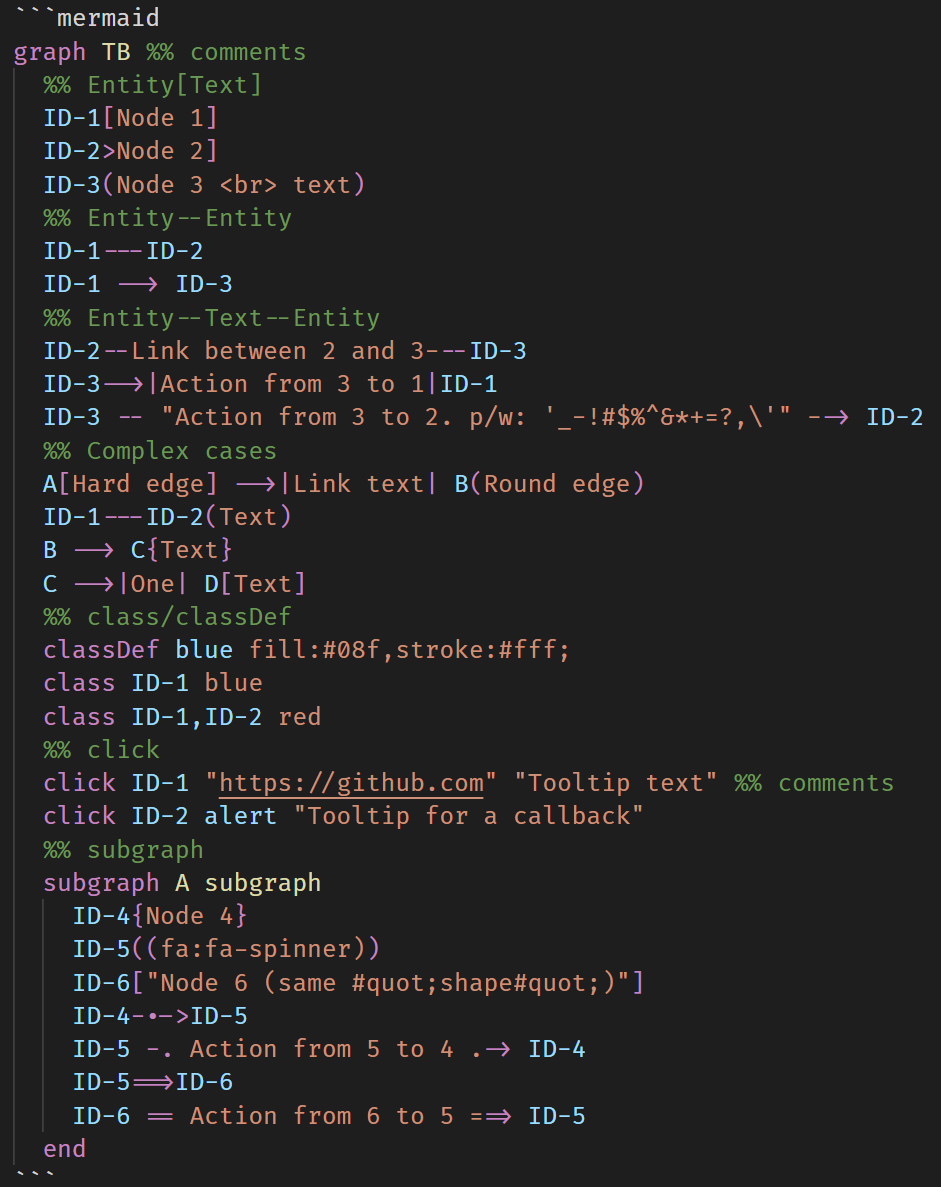 ```mermaid
graph TB %% comments
  %% Entity[Text]
  ID-1[Node 1]
  ID-2>Node 2]
  ID-3(Node 3 <br> text)
  %% Entity--Entity
  ID-1---ID-2
  ID-1 --> ID-3
  %% Entity--Text--Entity
  ID-2--Link between 2 and 3---ID-3
  ID-3-->|Action from 3 to 1|ID-1
  ID-3 -- "Action from 3 to 2. p/w: '_-!#$%^&*+=?,\'" --> ID-2
  %% Complex cases
  A[Hard edge] -->|Link text| B(Round edge)
  ID-1---ID-2(Text)
  B --> C{Text}
  C -->|One| D[Text]
  %% class/classDef
  classDef blue fill:#08f,stroke:#fff;
  class ID-1 blue
  class ID-1,ID-2 red
  %% click
  click ID-1 "https://github.com" "Tooltip text" %% comments
  click ID-2 alert "Tooltip for a callback"
  %% subgraph
  subgraph A subgraph
    ID-4{Node 4}
    ID-5((fa:fa-spinner))
    ID-6["Node 6 (same #quot;shape#quot;)"]
    ID-4-.->ID-5
    ID-5 -. Action from 5 to 4 .-> ID-4
    ID-5==>ID-6
    ID-6 == Action from 6 to 5 ==> ID-5
  end
```